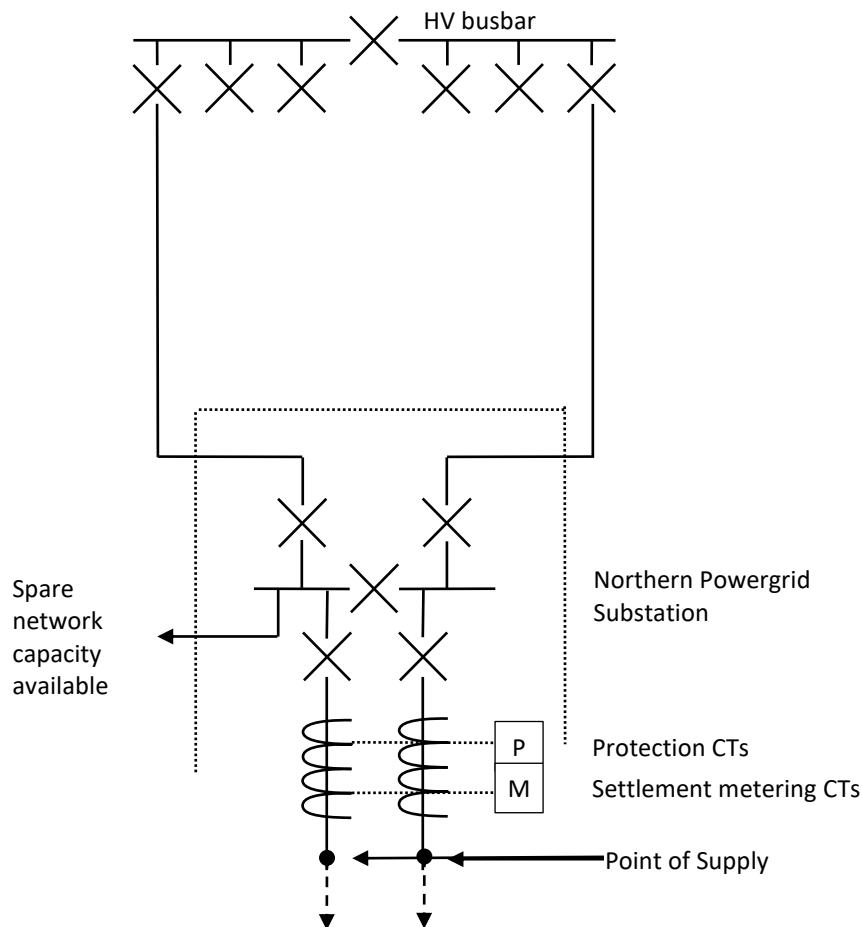 HV busbar
Northern Powergrid
Substation
Spare
network
capacity
available
P
Protection CTs
M
Settlement metering CTs
Point of Supply